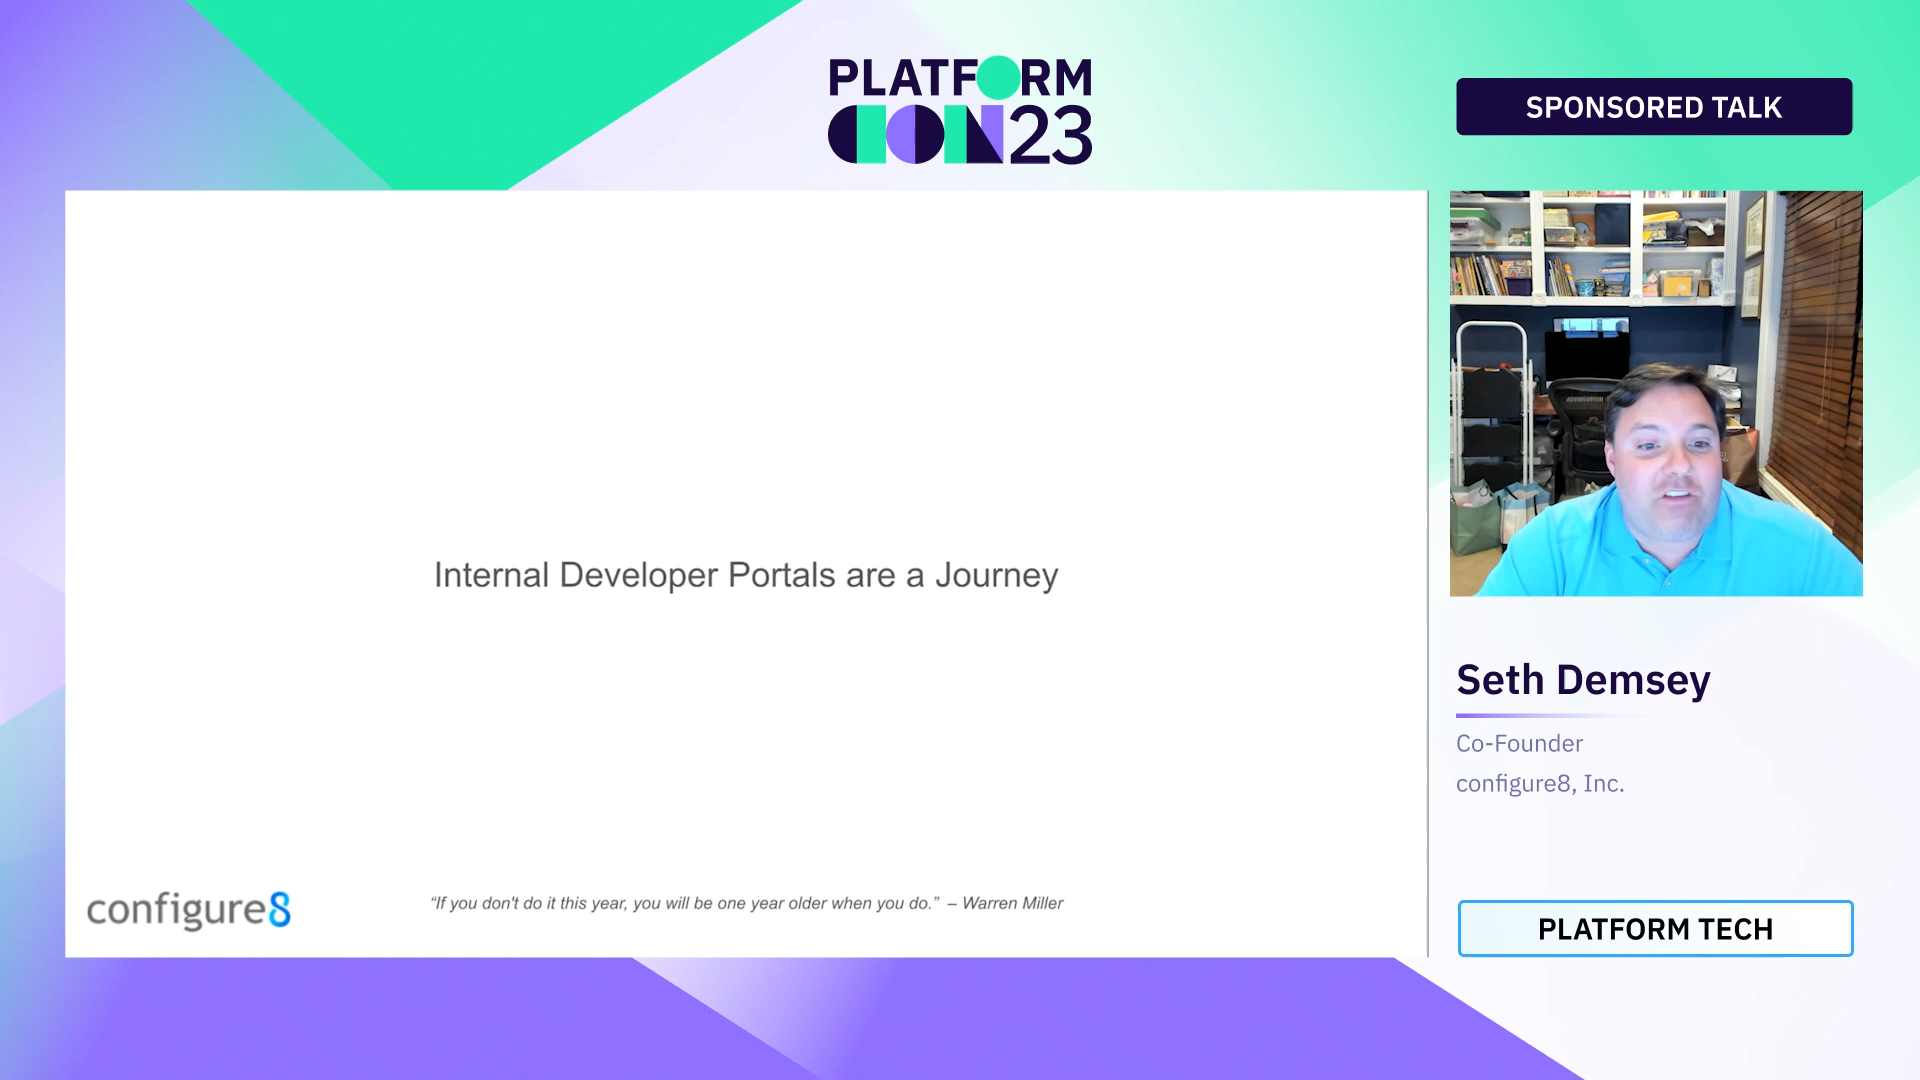 PLATFORM
CON23
SPONSORED TALK
Internal Developer Portals are a Journey
configure8
“If you don't do it this year, you will be one year older when you do.” – Warren Miller
Seth Demsey
Co-Founder
configure8, Inc.
PLATFORM TECH